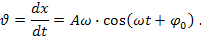 ϑ = dx/dt = Aω · cos(ωt + φ₀) .